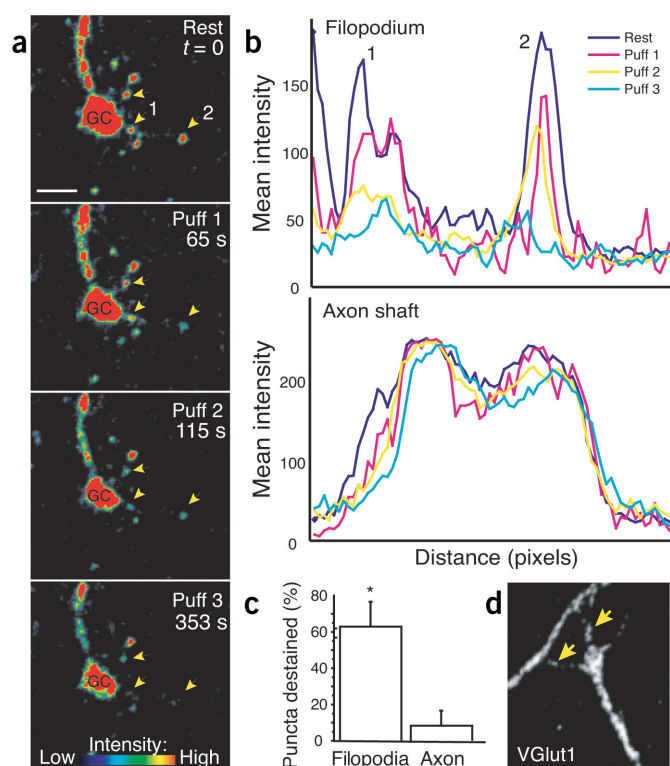 a
Rest
t = 0
GC
1
2
Puff 1
65 s
GC
Puff 2
115 s
GC
Puff 3
353 s
GC
Intensity:
Low
High
b
Filopodium
1
2
Rest
Puff 1
Puff 2
Puff 3
Mean intensity
150
100
50
0
Axon shaft
Mean intensity
200
100
0
Distance (pixels)
c
Puncta destained (%)
80
60
40
20
0
*
Filopodia
Axon
d
VGlut1